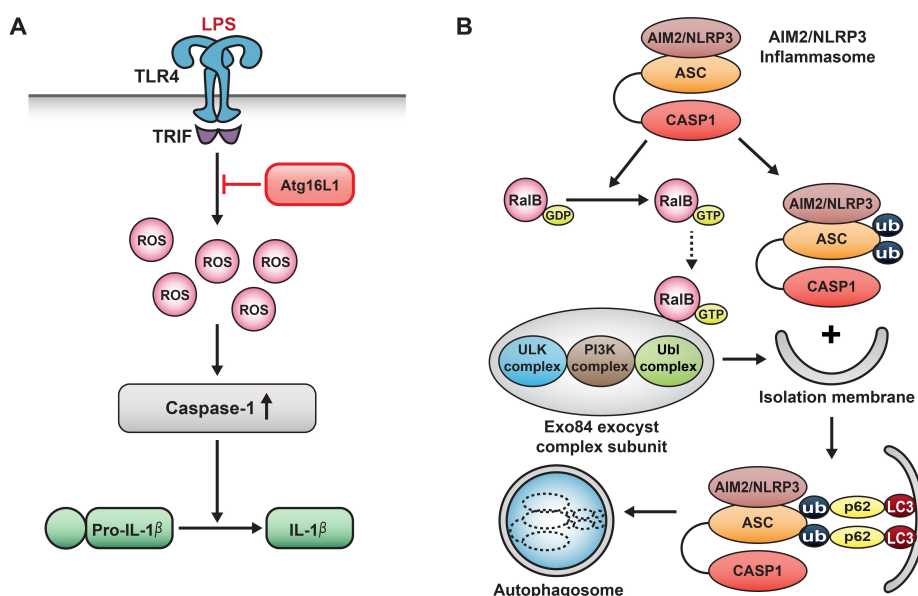 A
LPS
TLR4
TRIF
Atg16L1
ROS
ROS
ROS
ROS
ROS
Caspase-1
Pro-IL-1β
IL-1β
B
AIM2/NLRP3
ASC
CASP1
AIM2/NLRP3
Inflammasome
RalB
GDP
RalB
GTP
AIM2/NLRP3
ASC
ub
ub
CASP1
RalB
GTP
ULK
complex
PI3K
complex
Ubl
complex
Exo84 exocyst
complex subunit
+
Isolation membrane
AIM2/NLRP3
ASC
ub
p62
LC3
ub
p62
LC3
CASP1
Autophagosome